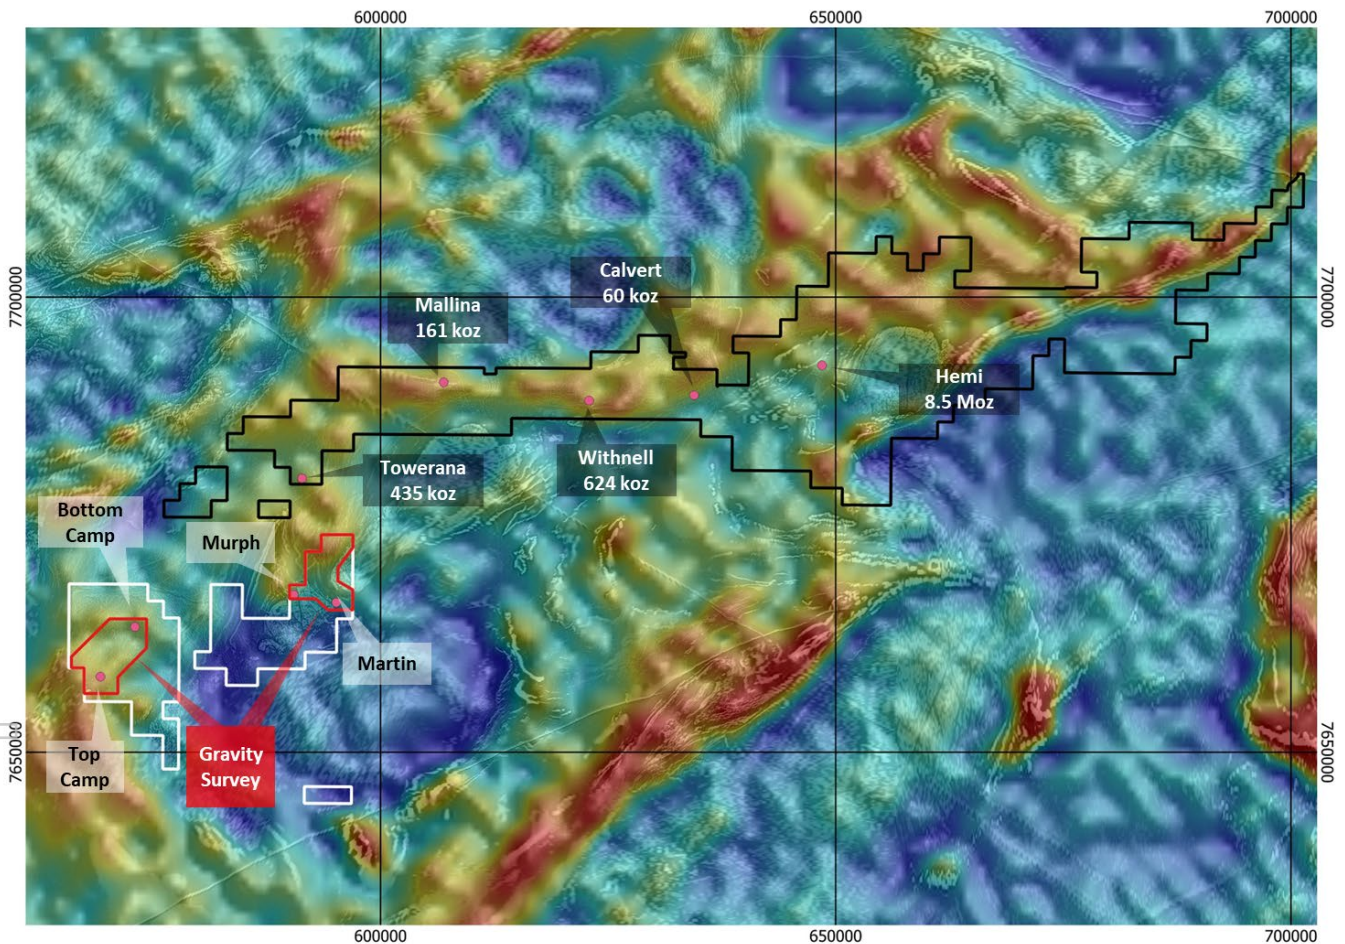 600000
650000
700000
Calvert
60 koz
Mallina
161 koz
7700000
7700000
Hemi
8.5 Moz
Withnell
624 koz
Towerana
435 koz
Bottom
Camp
Murph
Martin
Top
Camp
Gravity
Survey
7650000
7650000
600000
650000
700000